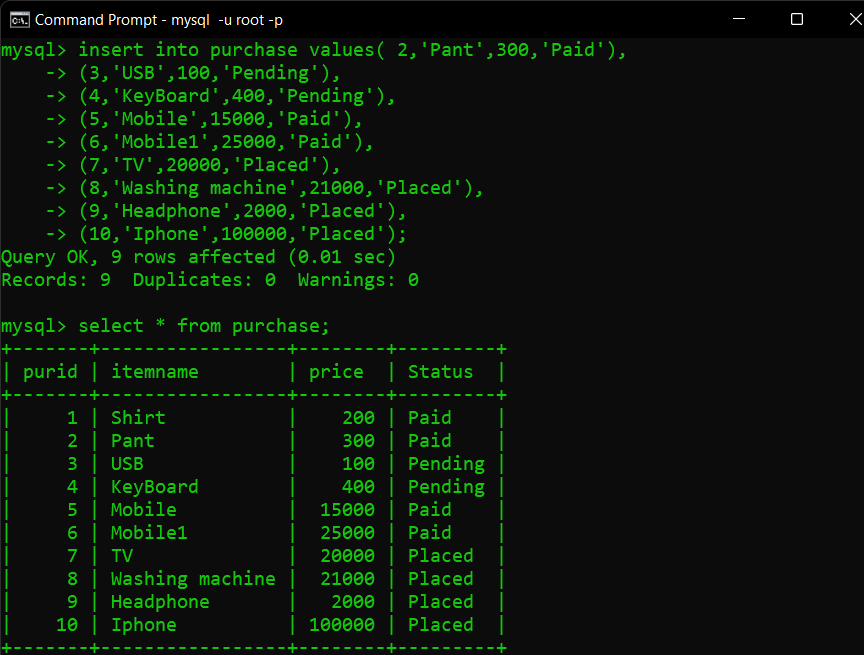 Command Prompt - mysql  -u root -p
mysql> insert into purchase values( 2,'Pant',300,'Paid'),
    -> (3,'USB',100,'Pending'),
    -> (4,'KeyBoard',400,'Pending'),
    -> (5,'Mobile',15000,'Paid'),
    -> (6,'Mobile1',25000,'Paid'),
    -> (7,'TV',20000,'Placed'),
    -> (8,'Washing machine',21000,'Placed'),
    -> (9,'Headphone',2000,'Placed'),
    -> (10,'Iphone',100000,'Placed');
Query OK, 9 rows affected (0.01 sec)
Records: 9  Duplicates: 0  Warnings: 0

mysql> select * from purchase;
+-------+-----------------+--------+---------+
| purid | itemname        | price  | Status  |
+-------+-----------------+--------+---------+
|     1 | Shirt           |    200 | Paid    |
|     2 | Pant            |    300 | Paid    |
|     3 | USB             |    100 | Pending |
|     4 | KeyBoard        |    400 | Pending |
|     5 | Mobile          |  15000 | Paid    |
|     6 | Mobile1         |  25000 | Paid    |
|     7 | TV              |  20000 | Placed  |
|     8 | Washing machine |  21000 | Placed  |
|     9 | Headphone       |   2000 | Placed  |
|    10 | Iphone          | 100000 | Placed  |
+-------+-----------------+--------+---------+